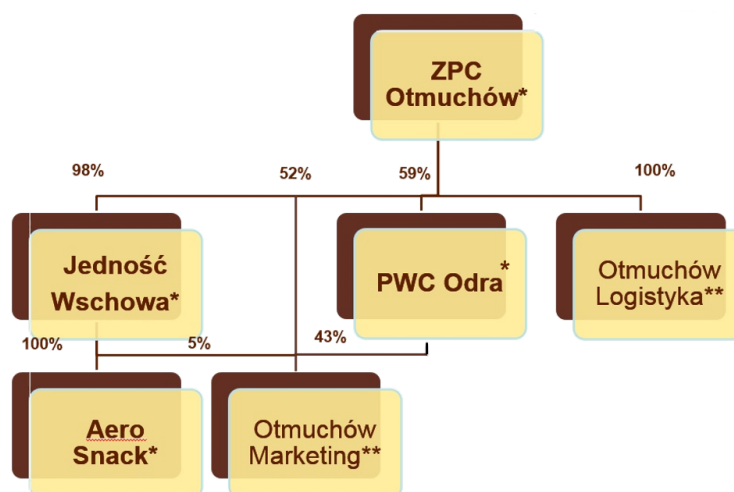 ZPC
Otmuchów*
98%
52%
59%
100%
Jedność
Wschowa*
PWC Odra*
Otmuchów
Logistyka**
100%
5%
43%
Aero
Snack*
Otmuchów
Marketing**